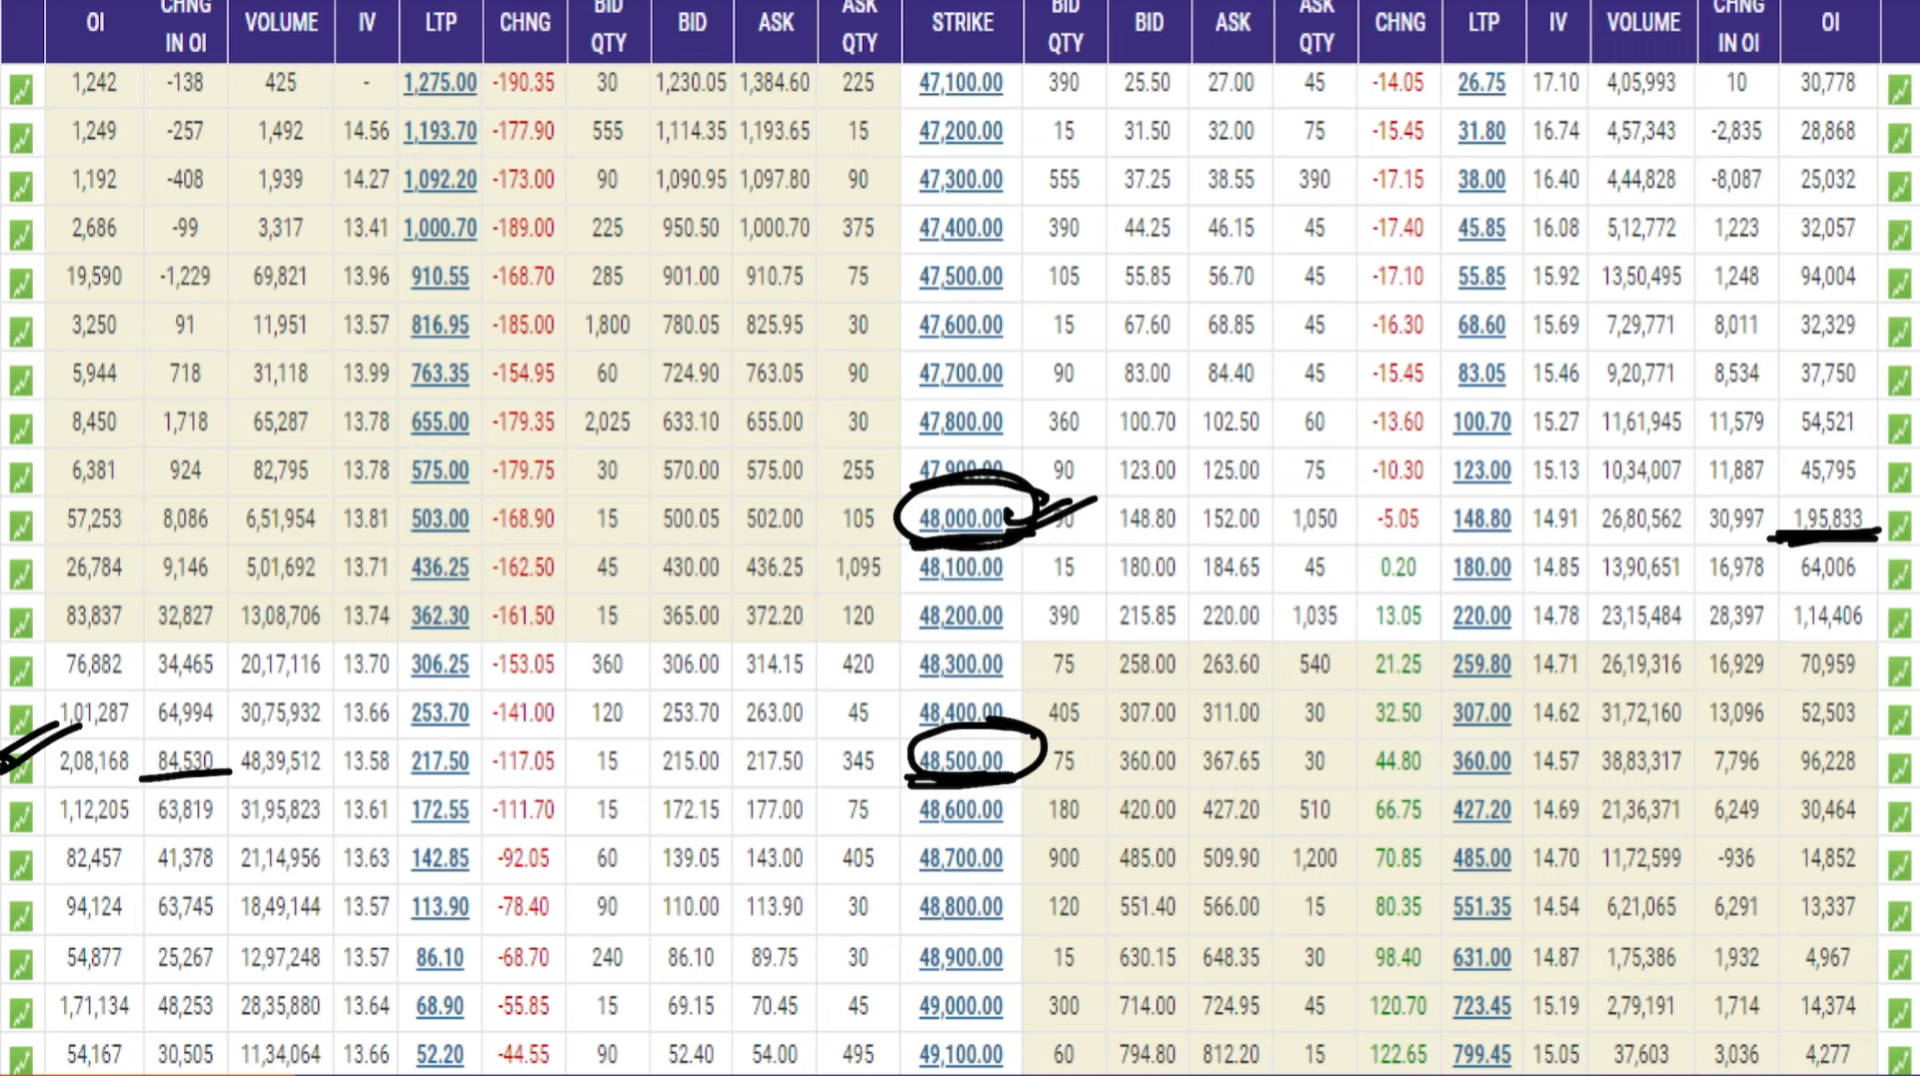 OI CHNG IN OI VOLUME IV LTP CHNG BID QTY BID ASK ASK QTY STRIKE BID QTY BID ASK ASK QTY CHNG LTP IV VOLUME CHNG IN OI OI
1,242 -138 425 - 1,275.00 -190.35 30 1,230.05 1,384.60 225 47,100.00 390 25.50 27.00 45 -14.05 26.75 17.10 4,05,993 10 30,778
1,249 -257 1,492 14.56 1,193.70 -177.90 555 1,114.35 1,193.65 15 47,200.00 15 31.50 32.00 75 -15.45 31.80 16.74 4,57,343 -2,835 28,868
1,192 -408 1,939 14.27 1,092.20 -173.00 90 1,090.95 1,097.80 90 47,300.00 555 37.25 38.55 390 -17.15 38.00 16.40 4,44,828 -8,087 25,032
2,686 -99 3,317 13.41 1,000.70 -189.00 225 950.50 1,000.70 375 47,400.00 390 44.25 46.15 45 -17.40 45.85 16.08 5,12,772 1,223 32,057
19,590 -1,229 69,821 13.96 910.55 -168.70 285 901.00 910.75 75 47,500.00 105 55.85 56.70 45 -17.10 55.85 15.92 13,50,495 1,248 94,004
3,250 91 11,951 13.57 816.95 -185.00 1,800 780.05 825.95 30 47,600.00 15 67.60 68.85 45 -16.30 68.60 15.69 7,29,771 8,011 32,329
5,944 718 31,118 13.99 763.35 -154.95 60 724.90 763.05 90 47,700.00 90 83.00 84.40 45 -15.45 83.05 15.46 9,20,771 8,534 37,750
8,450 1,718 65,287 13.78 655.00 -179.35 2,025 633.10 655.00 30 47,800.00 360 100.70 102.50 60 -13.60 100.70 15.27 11,61,945 11,579 54,521
6,381 924 82,795 13.78 575.00 -179.75 30 570.00 575.00 255 47,900.00 90 123.00 125.00 75 -10.30 123.00 15.13 10,34,007 11,887 45,795
57,253 8,086 6,51,954 13.81 503.00 -168.90 15 500.05 502.00 105 48,000.00 148.80 152.00 1,050 -5.05 148.80 14.91 26,80,562 30,997 1,95,833
26,784 9,146 5,01,692 13.71 436.25 -162.50 45 430.00 436.25 1,095 48,100.00 15 180.00 184.65 45 0.20 180.00 14.85 13,90,651 16,978 64,006
83,837 32,827 13,08,706 13.74 362.30 -161.50 15 365.00 372.20 120 48,200.00 390 215.85 220.00 1,035 13.05 220.00 14.78 23,15,484 28,397 1,14,406
76,882 34,465 20,17,116 13.70 306.25 -153.05 360 306.00 314.15 420 48,300.00 75 258.00 263.60 540 21.25 259.80 14.71 26,19,316 16,929 70,959
1,01,287 64,994 30,75,932 13.66 253.70 -141.00 120 253.70 263.00 45 48,400.00 405 307.00 311.00 30 32.50 307.00 14.62 31,72,160 13,096 52,503
2,08,168 84,530 48,39,512 13.58 217.50 -117.05 15 215.00 217.50 345 48,500.00 75 360.00 367.65 30 44.80 360.00 14.57 38,83,317 7,796 96,228
1,12,205 63,819 31,95,823 13.61 172.55 -111.70 15 172.15 177.00 75 48,600.00 180 420.00 427.20 510 66.75 427.20 14.69 21,36,371 6,249 30,464
82,457 41,378 21,14,956 13.63 142.85 -92.05 60 139.05 143.00 405 48,700.00 900 485.00 509.90 1,200 70.85 485.00 14.70 11,72,599 -936 14,852
94,124 63,745 18,49,144 13.57 113.90 -78.40 90 110.00 113.90 30 48,800.00 120 551.40 566.00 15 80.35 551.35 14.54 6,21,065 6,291 13,337
54,877 25,267 12,97,248 13.57 86.10 -68.70 240 86.10 89.75 30 48,900.00 15 630.15 648.35 30 98.40 631.00 14.87 1,75,386 1,932 4,967
1,71,134 48,253 28,35,880 13.64 68.90 -55.85 15 69.15 70.45 45 49,000.00 300 714.00 724.95 45 120.70 723.45 15.19 2,79,191 1,714 14,374
54,167 30,505 11,34,064 13.66 52.20 -44.55 90 52.40 54.00 495 49,100.00 60 794.80 812.20 15 122.65 799.45 15.05 37,603 3,036 4,277